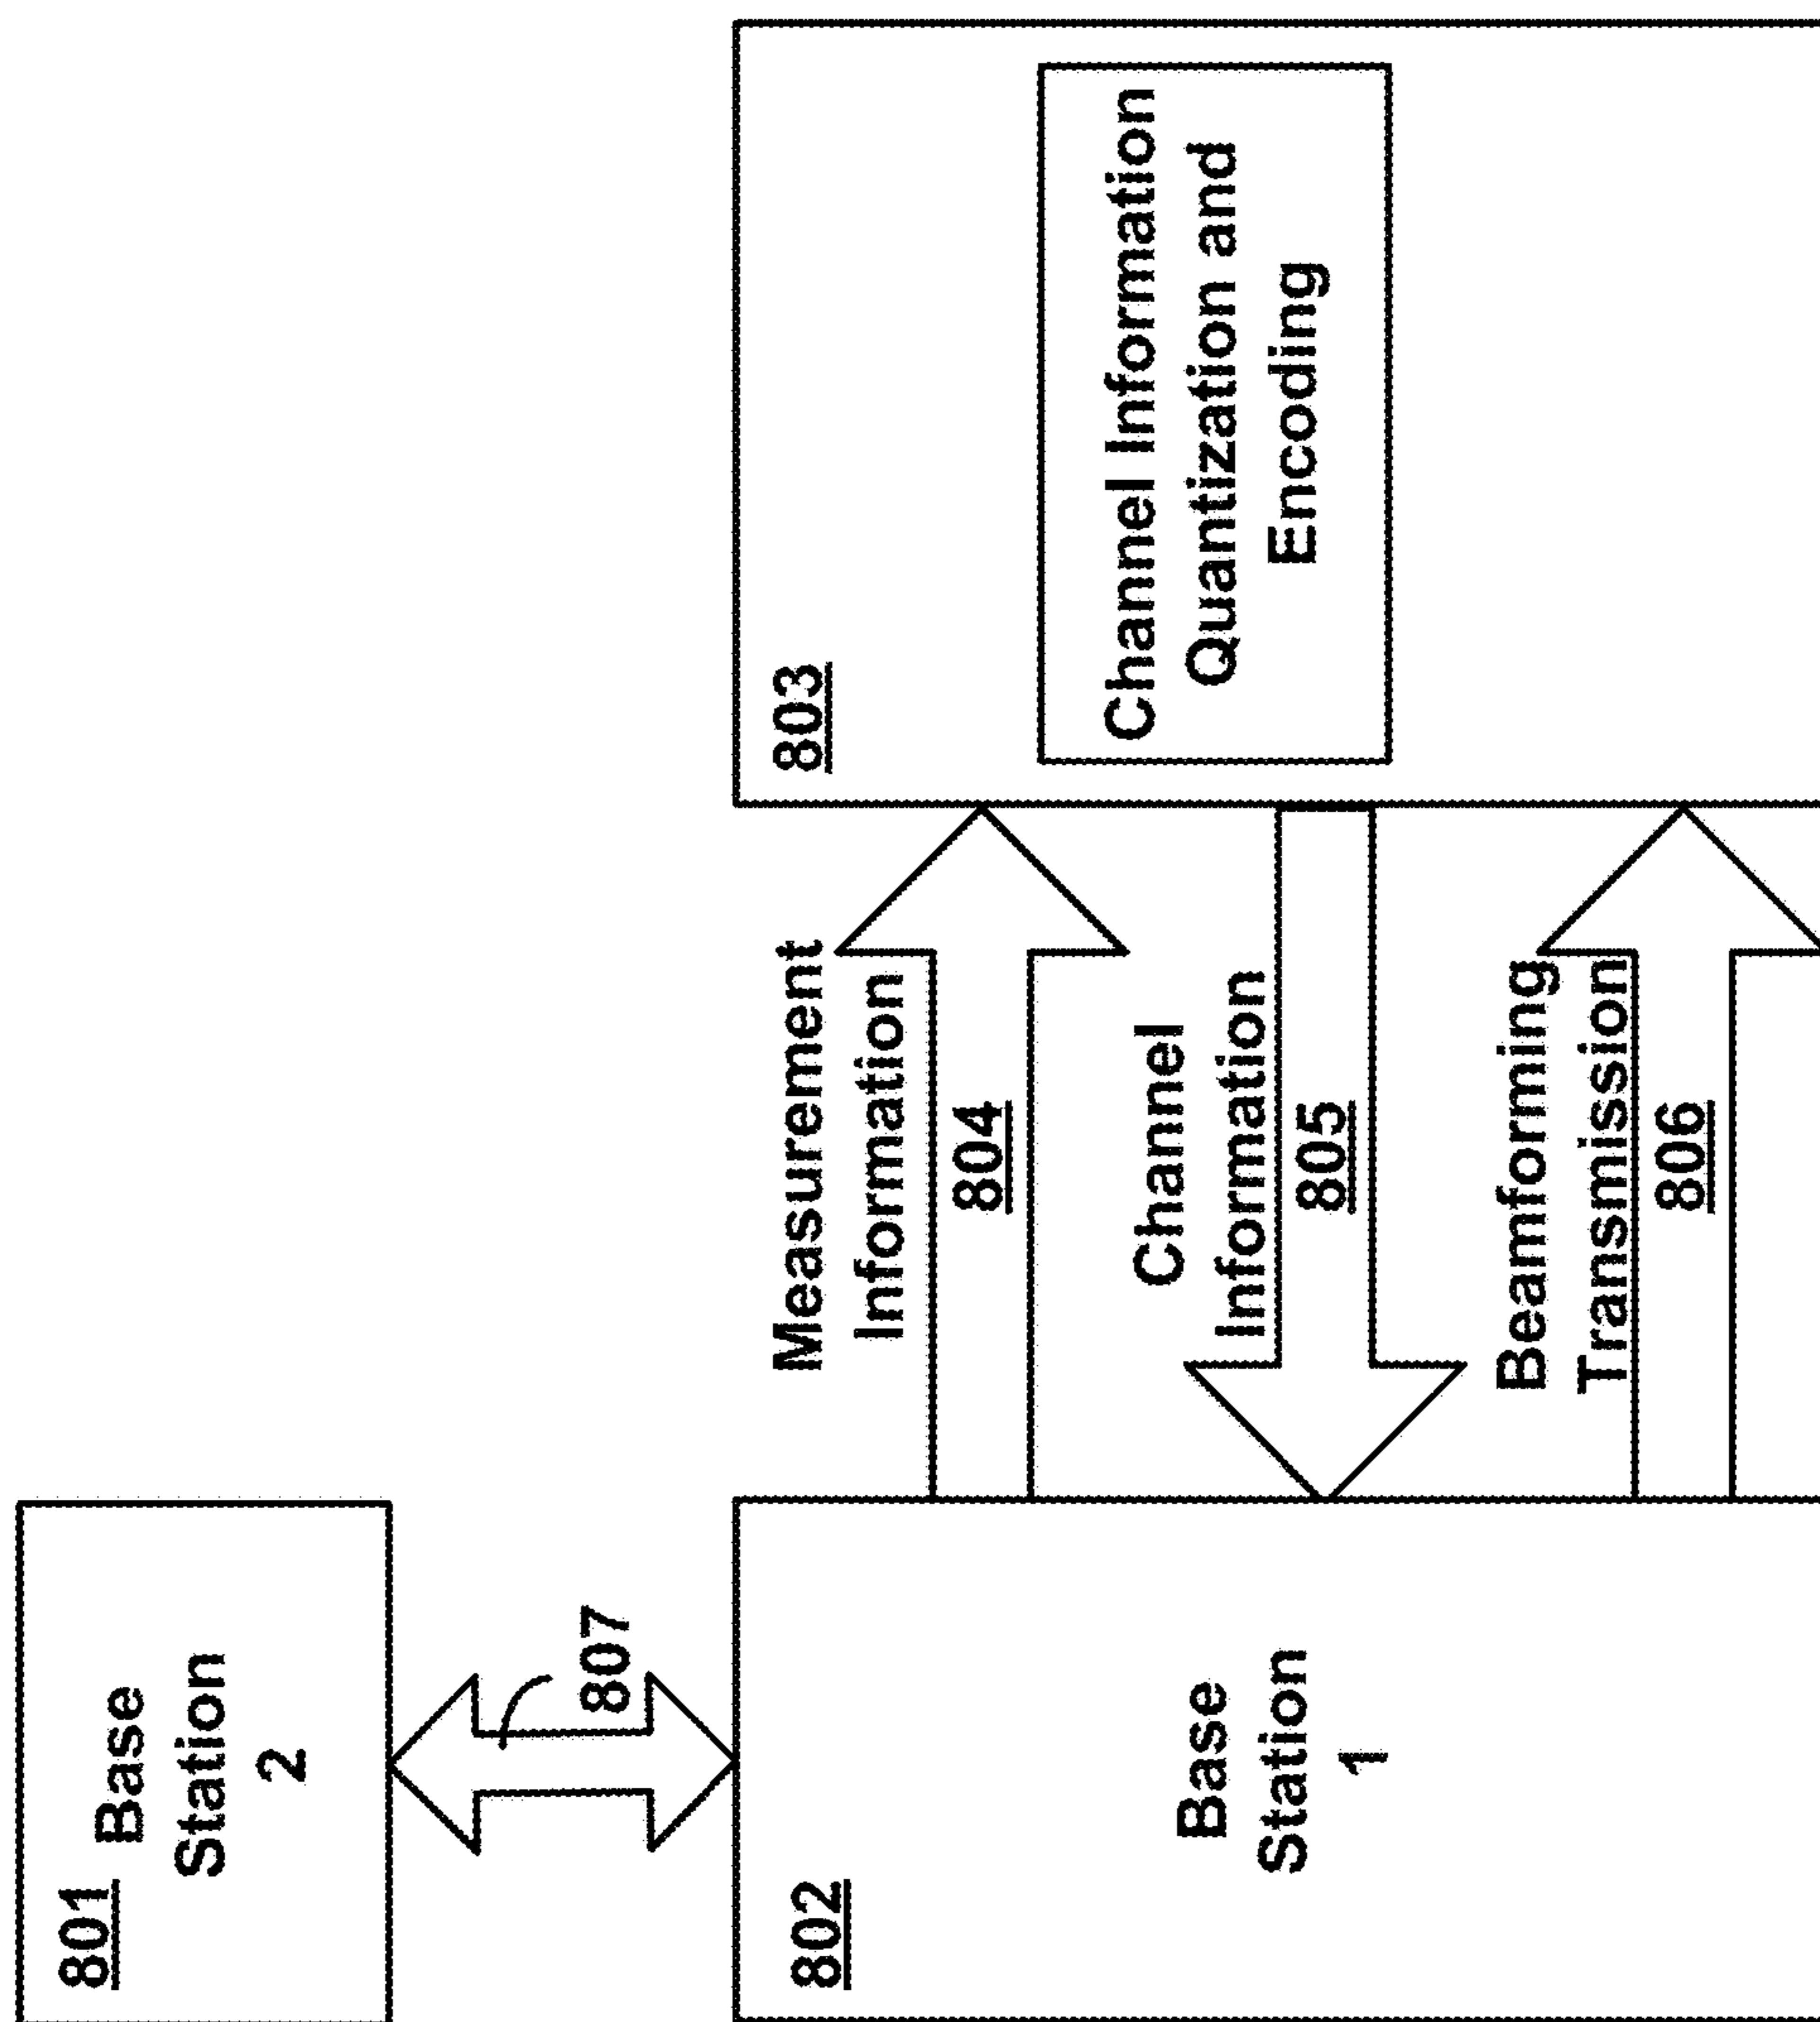 801
Base
Station
2
807
802
Base
Station
1
Measurement
Information
804
Channel
Information
805
Beamforming
Transmission
806
803
Channel Information
Quantization and
Encoding